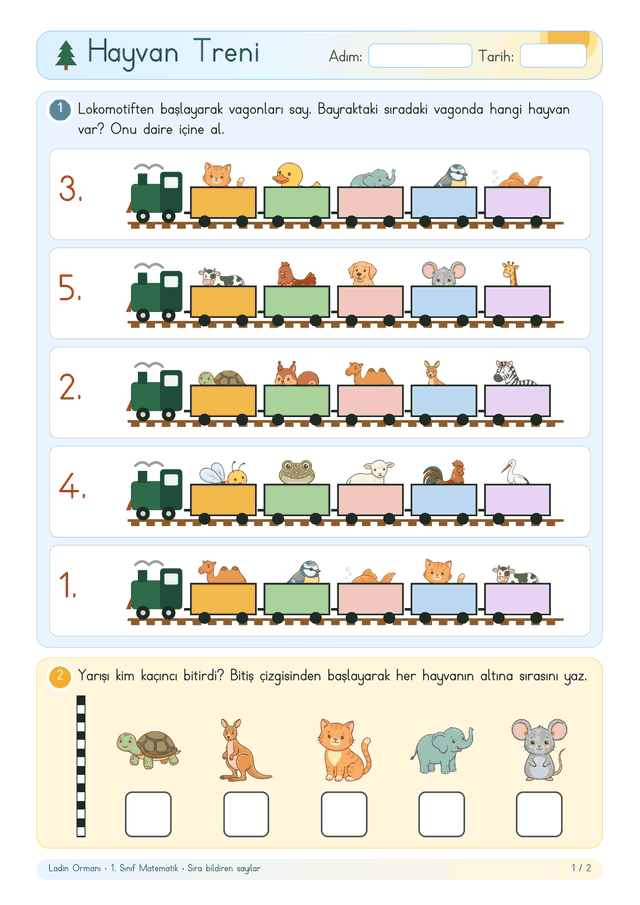 Hayvan Treni
Adım:
Tarih:
1
Lokomotiften başlayarak vagonları say. Bayraktaki sıradaki vagonda hangi hayvan
var? Onu daire içine al.
3.
5.
2.
4.
1.
2
Yarışı kim kaçıncı bitirdi? Bitiş çizgisinden başlayarak her hayvanın altına sırasını yaz.
Ladin Ormanı • 1. Sınıf Matematik • Sıra bildiren sayılar
1 / 2